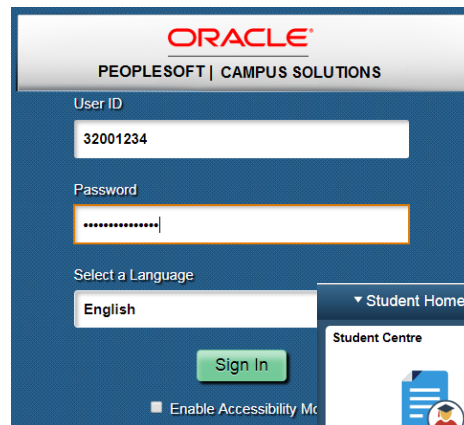 ORACLE
PEOPLESOFT | CAMPUS SOLUTIONS
User ID
32001234
Password
•••••••••••••••
Select a Language
English
Sign In
Enable Accessibility Mo
Student Home
Student Centre